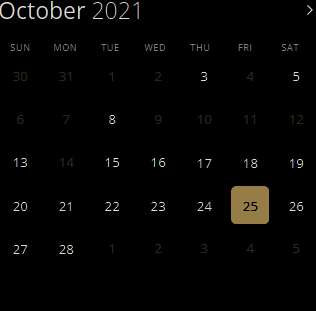 October 2021
SUN MON TUE WED THU FRI SAT
30 31 1 2 3 4 5
6 7 8 9 10 11 12
13 14 15 16 17 18 19
20 21 22 23 24 25 26
27 28 1 2 3 4 5